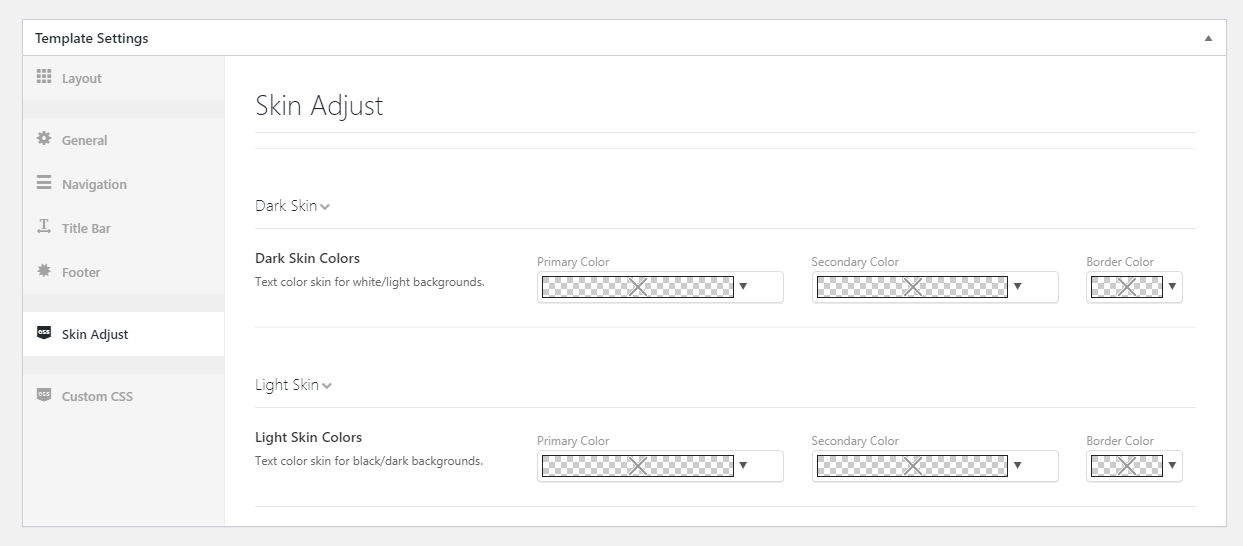 Template Settings
Layout
General
Navigation
Title Bar
Footer
Skin Adjust
Custom CSS
Skin Adjust
Dark Skin
Dark Skin Colors
Text color skin for white/light backgrounds.
Primary Color
Secondary Color
Border Color
Light Skin
Light Skin Colors
Text color skin for black/dark backgrounds.
Primary Color
Secondary Color
Border Color